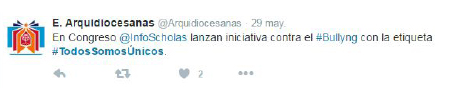 E. Arquidiocesanas @Arquidiocesanas · 29 may.
En Congreso @InfoScholas lanzan iniciativa contra el #Bullyng con la etiqueta
#TodosSomosÚnicos.
2